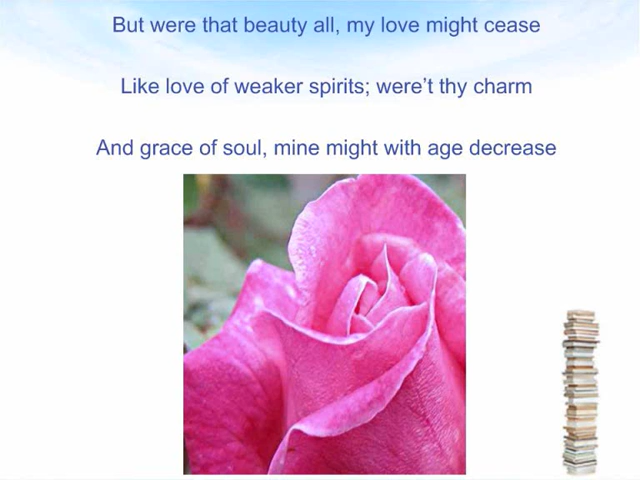 But were that beauty all, my love might cease
Like love of weaker spirits; were’t thy charm
And grace of soul, mine might with age decrease